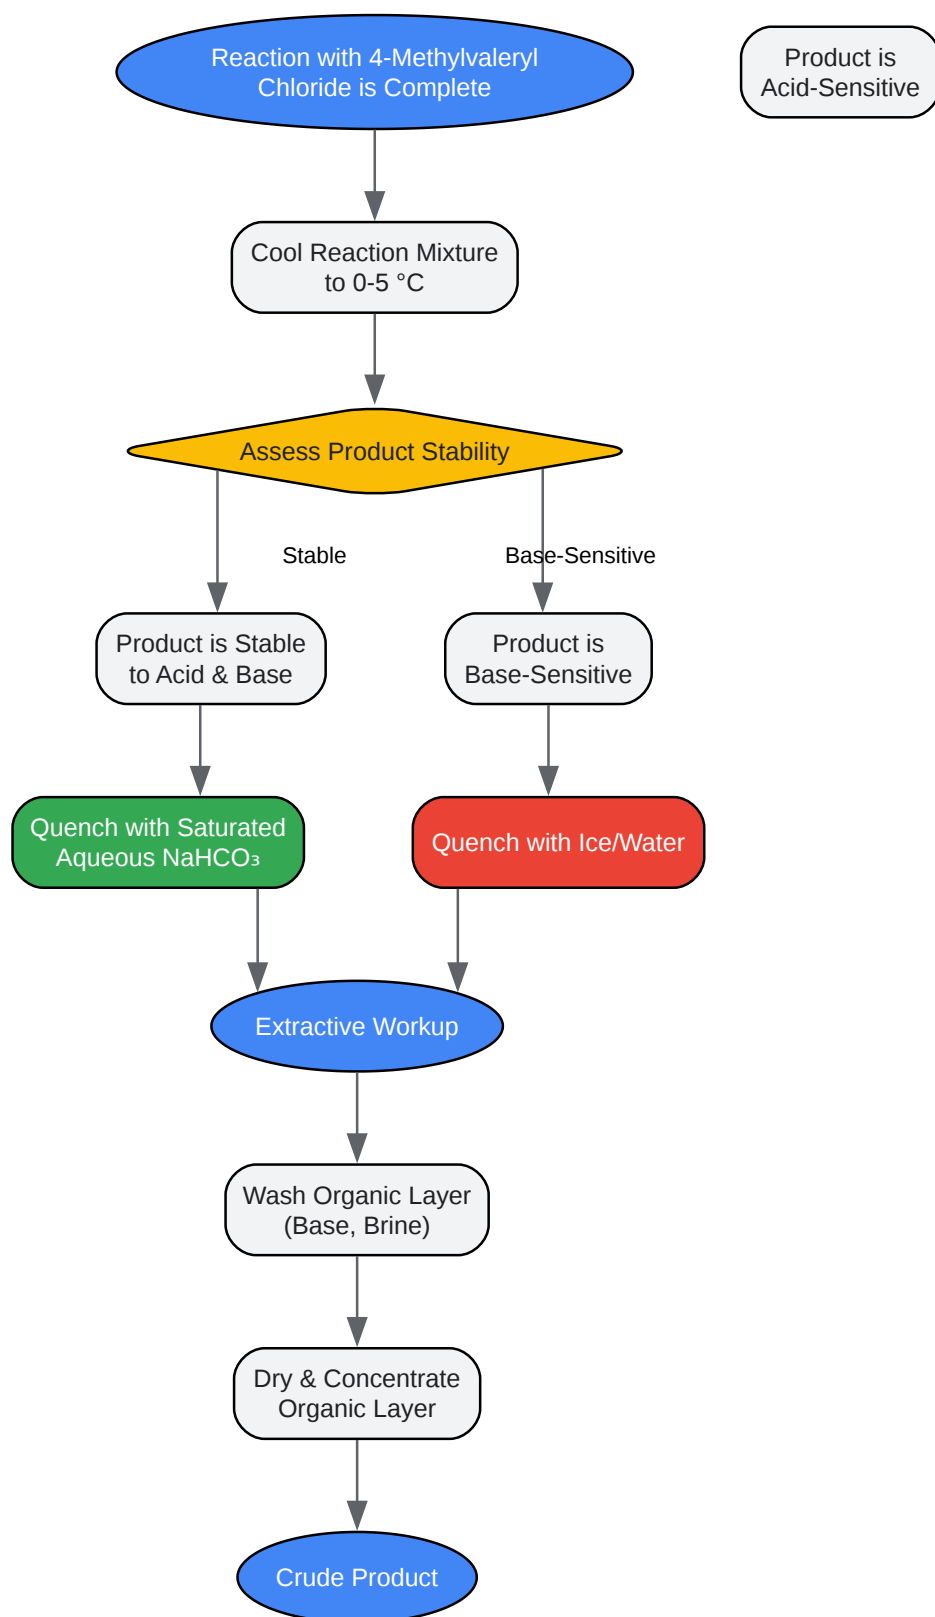 Reaction with 4-Methylvaleryl
Chloride is Complete
Product is
Acid-Sensitive
Cool Reaction Mixture
to 0-5 °C
Assess Product Stability
Stable
Base-Sensitive
Product is Stable
to Acid & Base
Product is
Base-Sensitive
Quench with Saturated
Aqueous NaHCO₃
Quench with Ice/Water
Extractive Workup
Wash Organic Layer
(Base, Brine)
Dry & Concentrate
Organic Layer
Crude Product